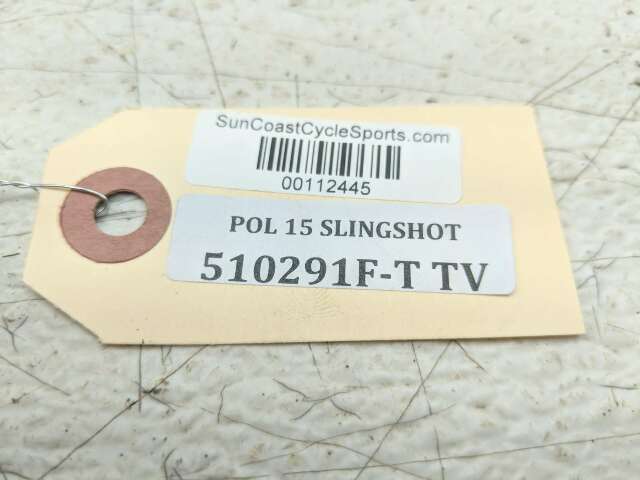 SunCoastCycleSports.com
00112445
POL 15 SLINGSHOT
510291F-T TV